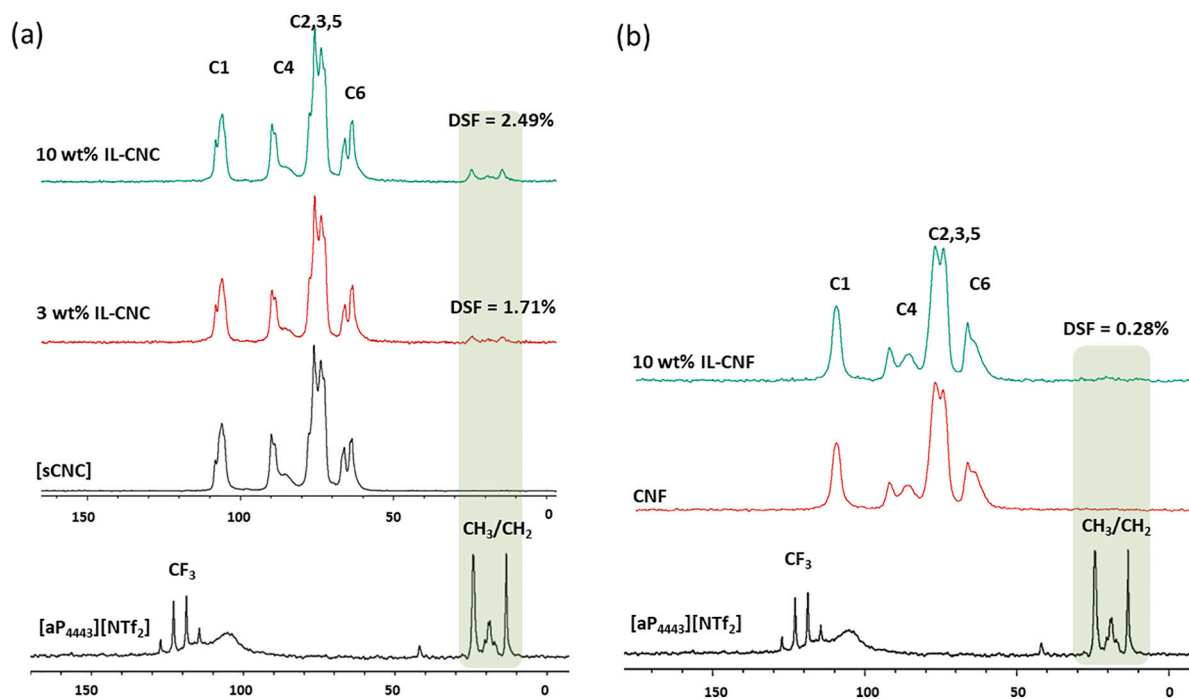 (a)
C2,3,5
C1
C4
C6
DSF = 2.49%
10 wt% IL-CNC
DSF = 1.71%
3 wt% IL-CNC
[sCNC]
150
100
50
0
CH₃/CH₂
CF₃
[aP₄₄₄₃][NTf₂]
150
100
50
0
(b)
C2,3,5
C1
C4
C6
DSF = 0.28%
10 wt% IL-CNF
CNF
CH₃/CH₂
CF₃
[aP₄₄₄₃][NTf₂]
150
100
50
0